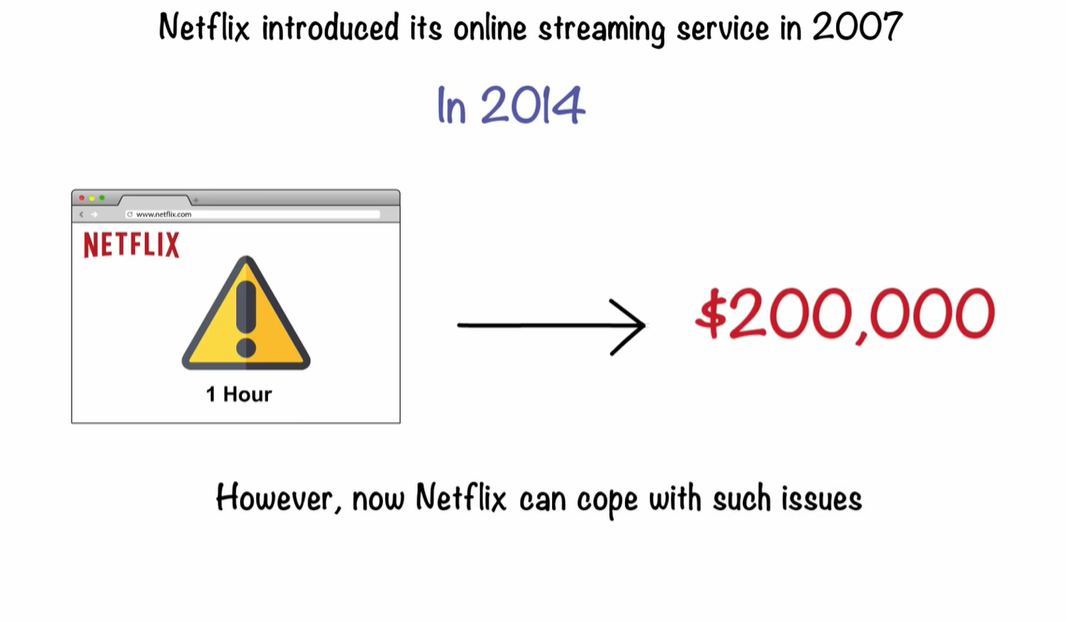 Netflix introduced its online streaming service in 2007
In 2014
www.netflix.com
NETFLIX
1 Hour
$200,000
However, now Netflix can cope with such issues